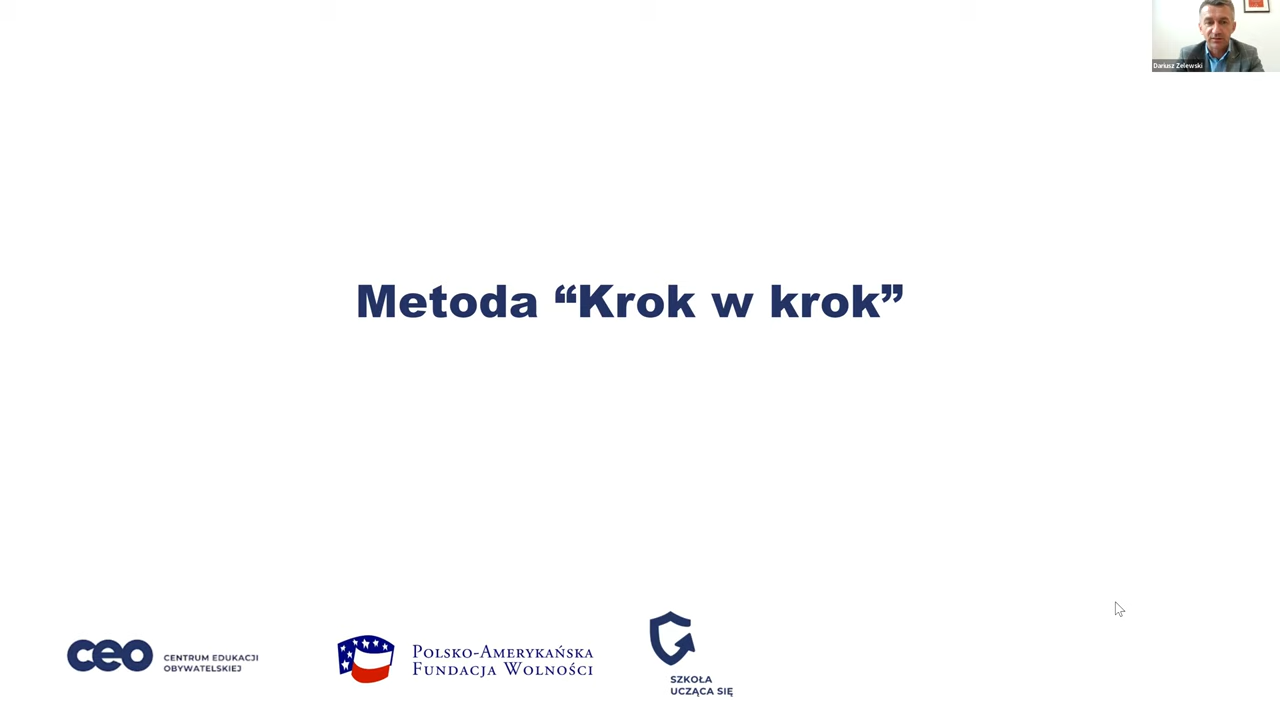 Dariusz Zelewski
Metoda “Krok w krok”
ceo
CENTRUM EDUKACJI
OBYWATELSKIEJ
POLSKO-AMERYKAŃSKA
FUNDACJA WOLNOŚCI
SZKOŁA
UCZĄCA SIĘ